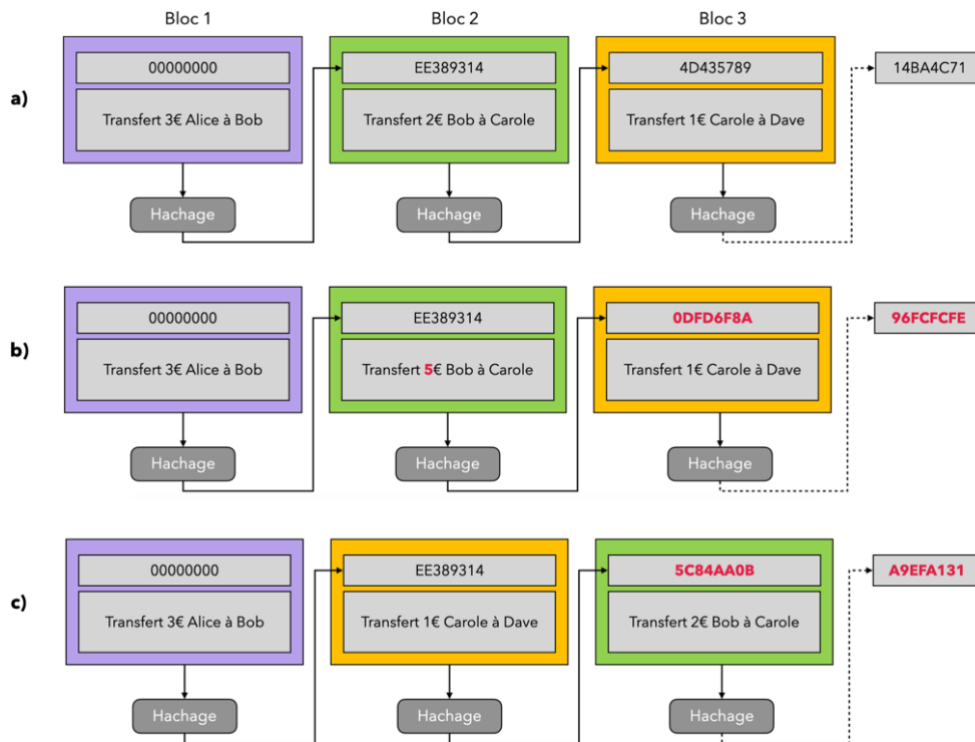 Bloc 1
Bloc 2
Bloc 3
a)
00000000
EE389314
4D435789
14BA4C71
Transfert 3€ Alice à Bob
Transfert 2€ Bob à Carole
Transfert 1€ Carole à Dave
Hachage
Hachage
Hachage
b)
00000000
EE389314
0DFD6F8A
96FCFCFE
Transfert 3€ Alice à Bob
Transfert 5€ Bob à Carole
Transfert 1€ Carole à Dave
Hachage
Hachage
Hachage
c)
00000000
EE389314
5C84AA0B
A9EFA131
Transfert 3€ Alice à Bob
Transfert 1€ Carole à Dave
Transfert 2€ Bob à Carole
Hachage
Hachage
Hachage